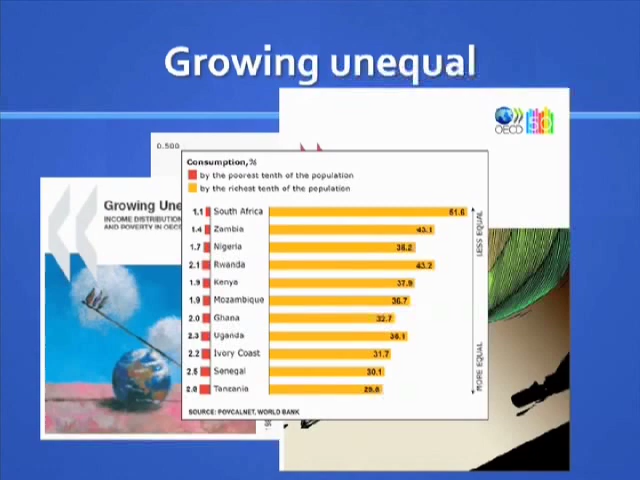 Growing unequal
OECD
0.500
Growing Une
INCOME DISTRIBUTION
AND POVERTY IN OECD
Consumption,%
by the poorest tenth of the population
by the richest tenth of the population
1.1 South Africa 51.6
1.4 Zambia 43.1
1.7 Nigeria 38.2
2.1 Rwanda 43.2
1.9 Kenya 37.9
1.9 Mozambique 36.7
2.0 Ghana 32.7
2.3 Uganda 36.1
2.2 Ivory Coast 31.7
2.5 Senegal 30.1
2.8 Tanzania 29.6
LESS EQUAL
MORE EQUAL
SOURCE: POVCALNET, WORLD BANK